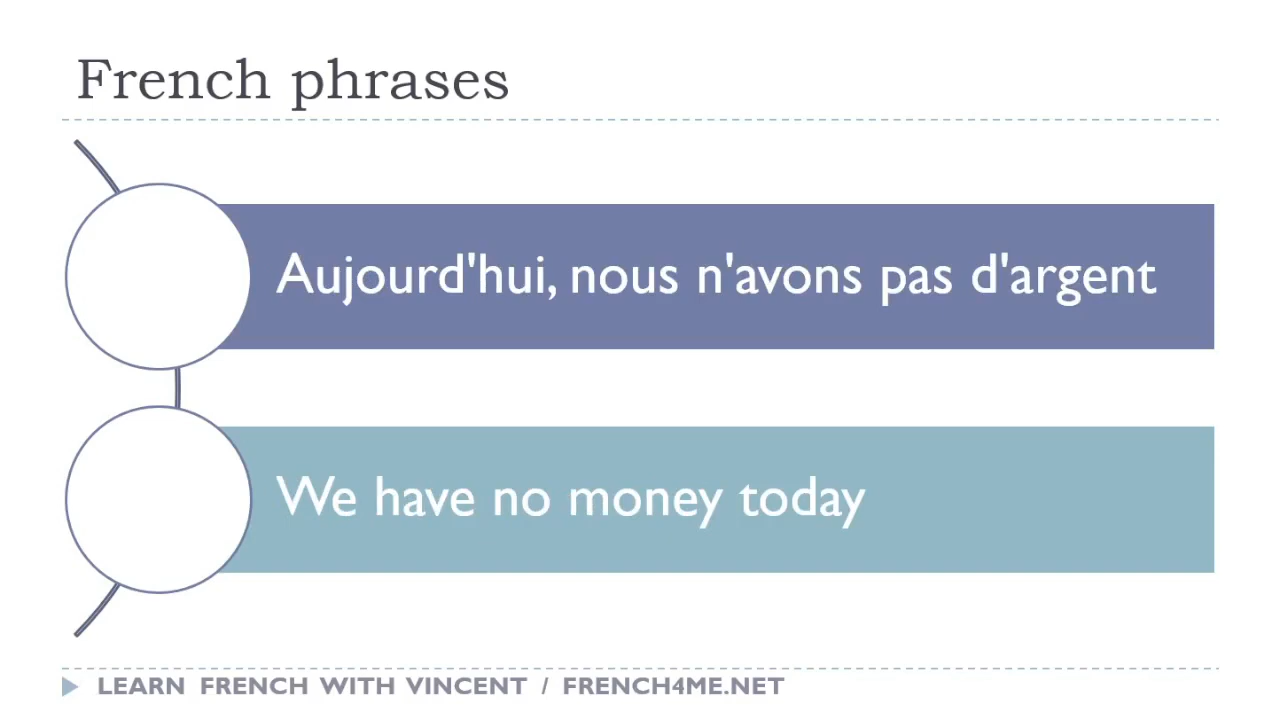 French phrases
Aujourd'hui, nous n'avons pas d'argent
We have no money today
LEARN FRENCH WITH VINCENT / FRENCH4ME.NET